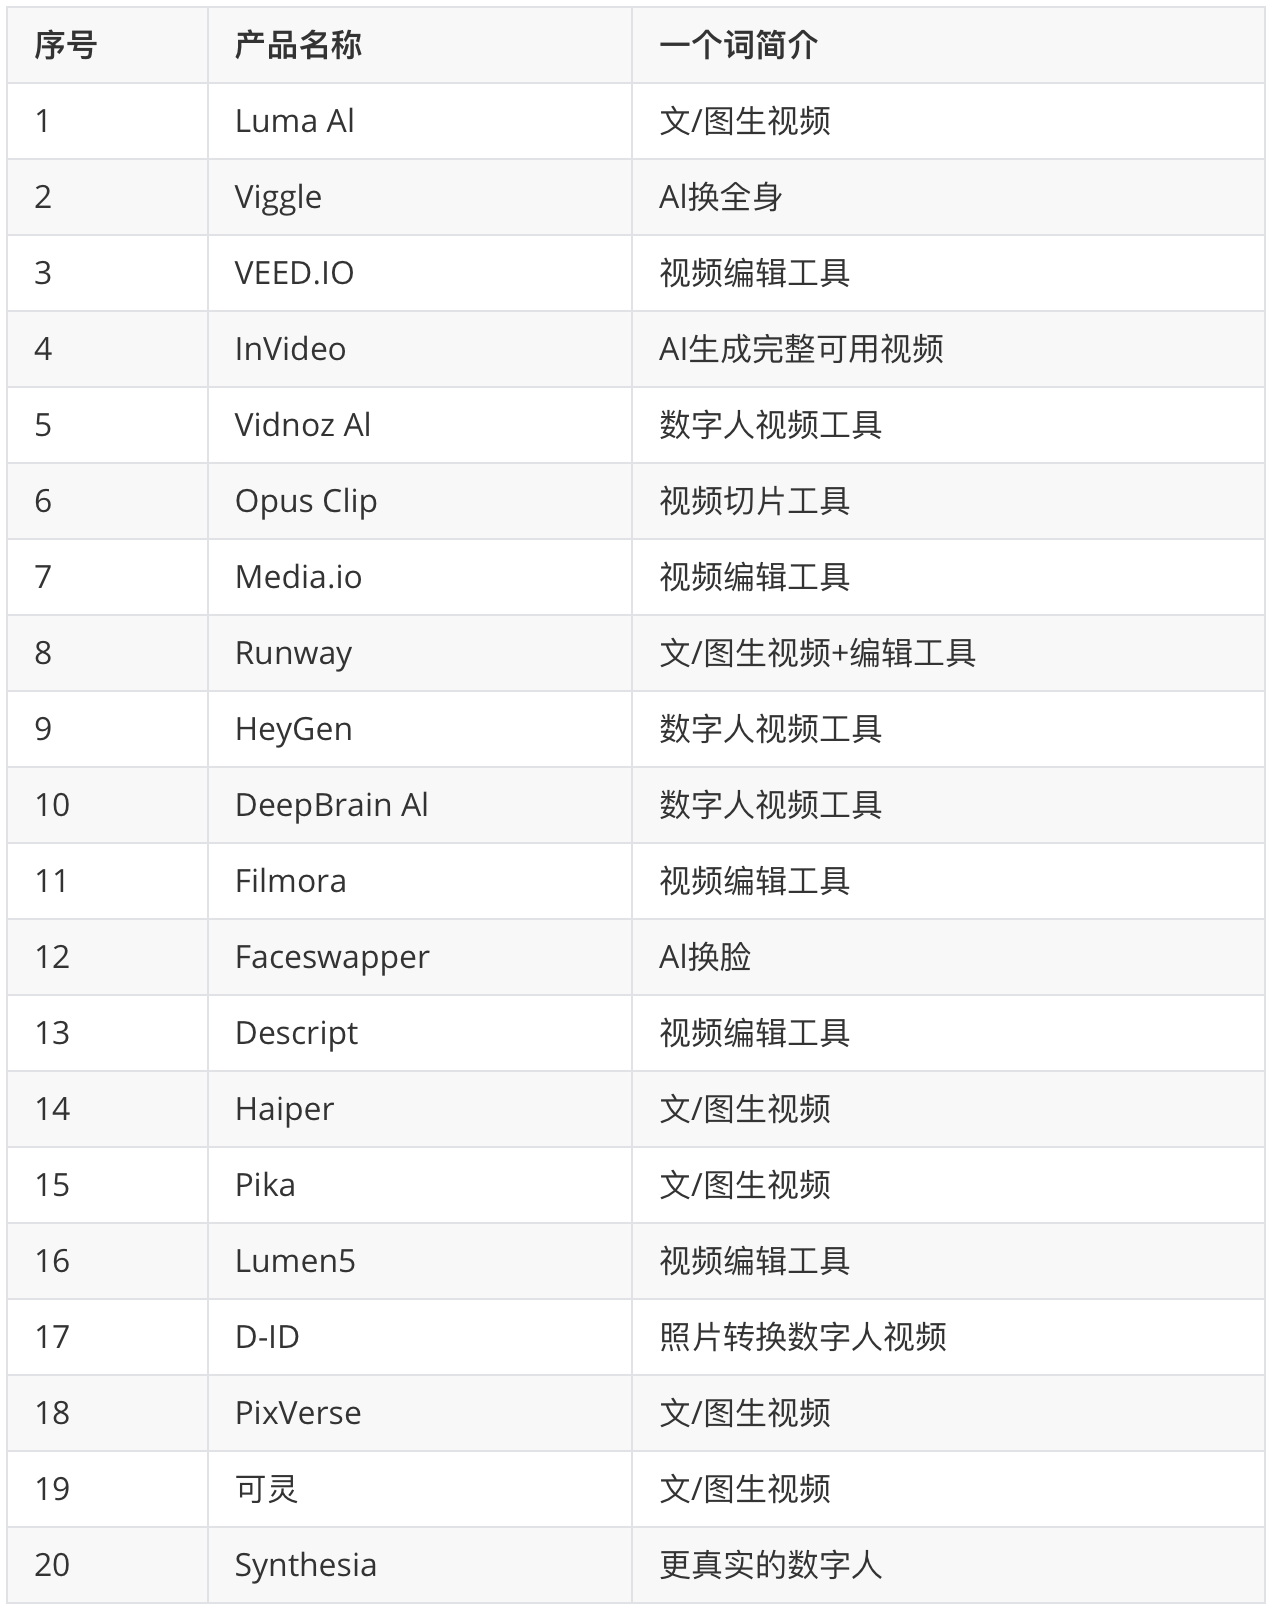 序号 产品名称 一个词简介
1 Luma Al 文/图生视频
2 Viggle Al换全身
3 VEED.IO 视频编辑工具
4 InVideo AI生成完整可用视频
5 Vidnoz Al 数字人视频工具
6 Opus Clip 视频切片工具
7 Media.io 视频编辑工具
8 Runway 文/图生视频+编辑工具
9 HeyGen 数字人视频工具
10 DeepBrain Al 数字人视频工具
11 Filmora 视频编辑工具
12 Faceswapper Al换脸
13 Descript 视频编辑工具
14 Haiper 文/图生视频
15 Pika 文/图生视频
16 Lumen5 视频编辑工具
17 D-ID 照片转换数字人视频
18 PixVerse 文/图生视频
19 可灵 文/图生视频
20 Synthesia 更真实的数字人